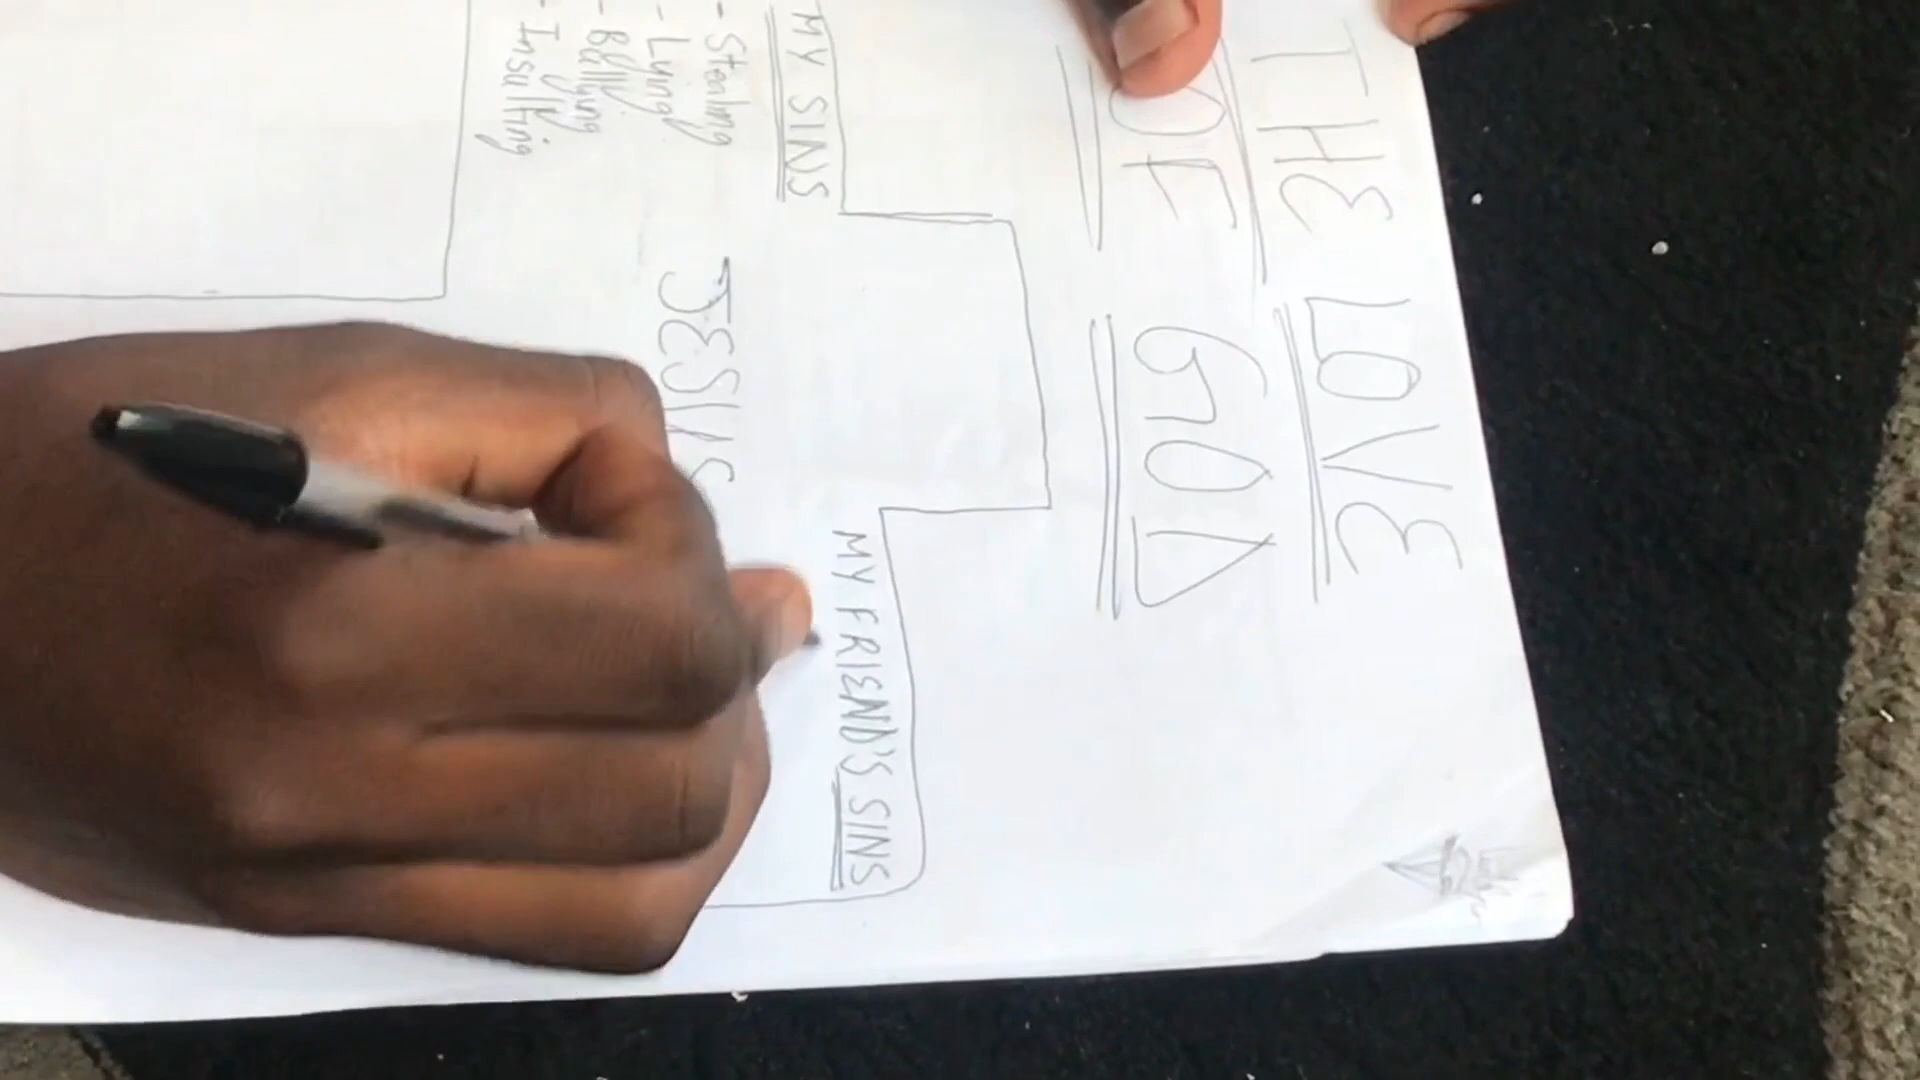 THE LOVE
OF GOD
MY SINS
- Stealing
- Lying
- Bullying
- Insulting
JESUS
MY FRIEND'S SINS